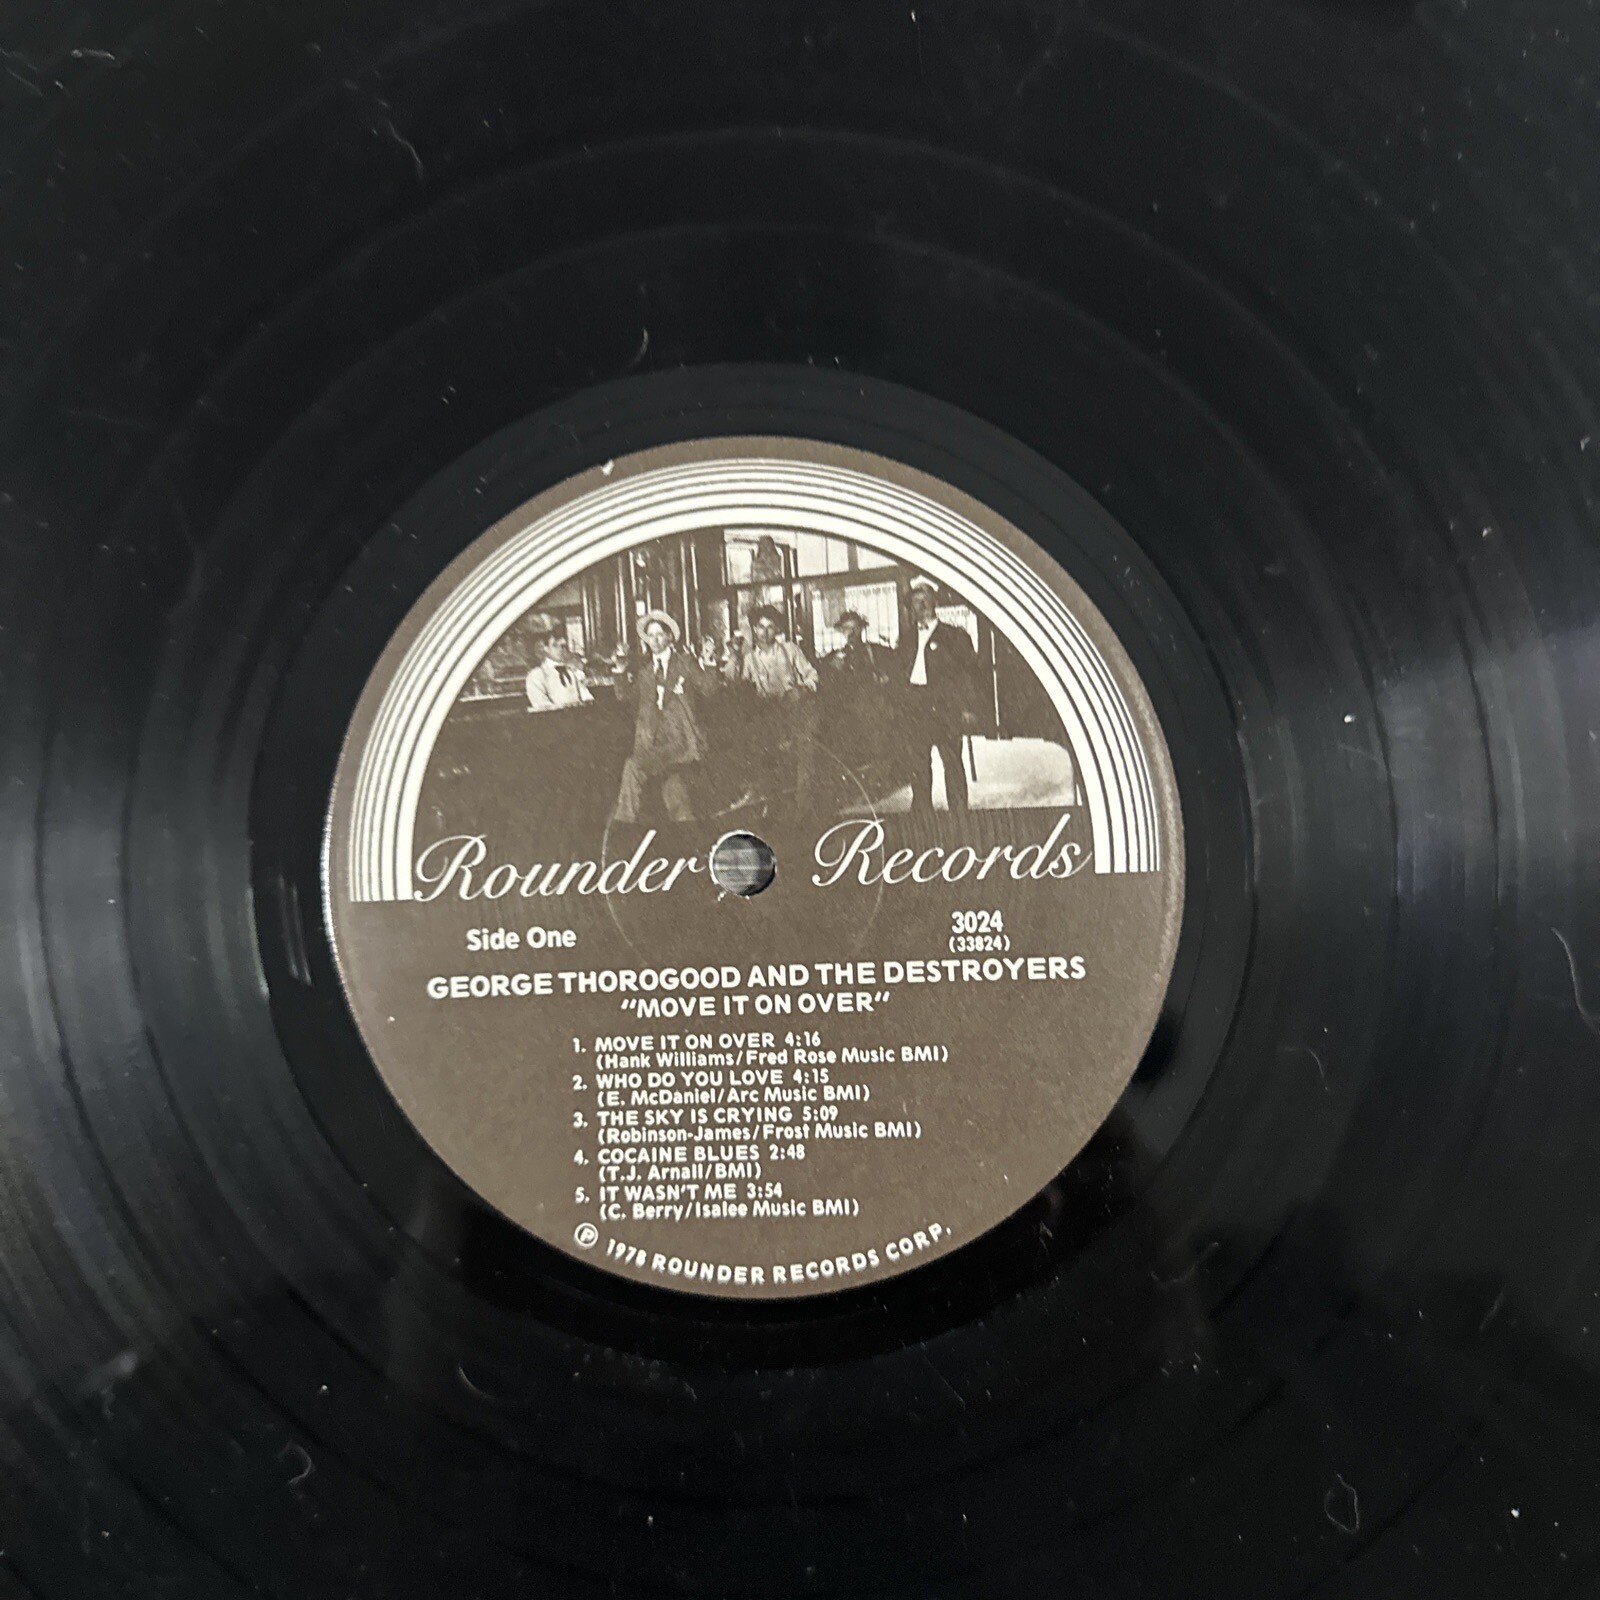 Rounder Records
Side One
3024
(33824)
GEORGE THOROGOOD AND THE DESTROYERS
"MOVE IT ON OVER"
1. MOVE IT ON OVER 4:16
(Hank Williams/Fred Rose Music BMI)
2. WHO DO YOU LOVE 4:15
(E. McDaniel/Arc Music BMI)
3. THE SKY IS CRYING 5:09
(Robinson-James/Frost Music BMI)
4. COCAINE BLUES 2:48
(T.J. Arnall/BMI)
5. IT WASN'T ME 3:54
(C. Berry/Isalee Music BMI)
Ⓟ 1978 ROUNDER RECORDS CORP.